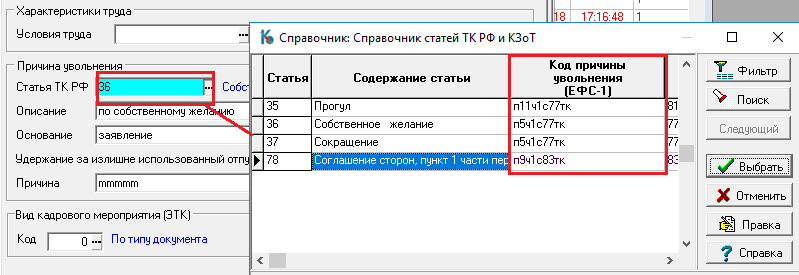 Характеристики труда
Условия труда
Причина увольнения
Статья ТК РФ 36 Собст
Описание по собственному желанию
Основание заявление
Удержание за излишне использованный отпу
Причина mmmmm
Вид кадрового мероприятия (ЭТК)
Код 0 По типу документа
18 17:16:48 1
Справочник: Справочник статей ТК РФ и КЗоТ
Статья Содержание статьи Код причины увольнения (ЕФС-1)
35 Прогул п11ч1с77тк 81
36 Собственное желание п5ч1с77тк 77
37 Сокращение п5ч1с77тк 77
78 Соглашение сторон, пункт 1 части пер п9ч1с83тк 83
Фильтр
Поиск
Следующий
Выбрать
Отменить
Правка
Справка